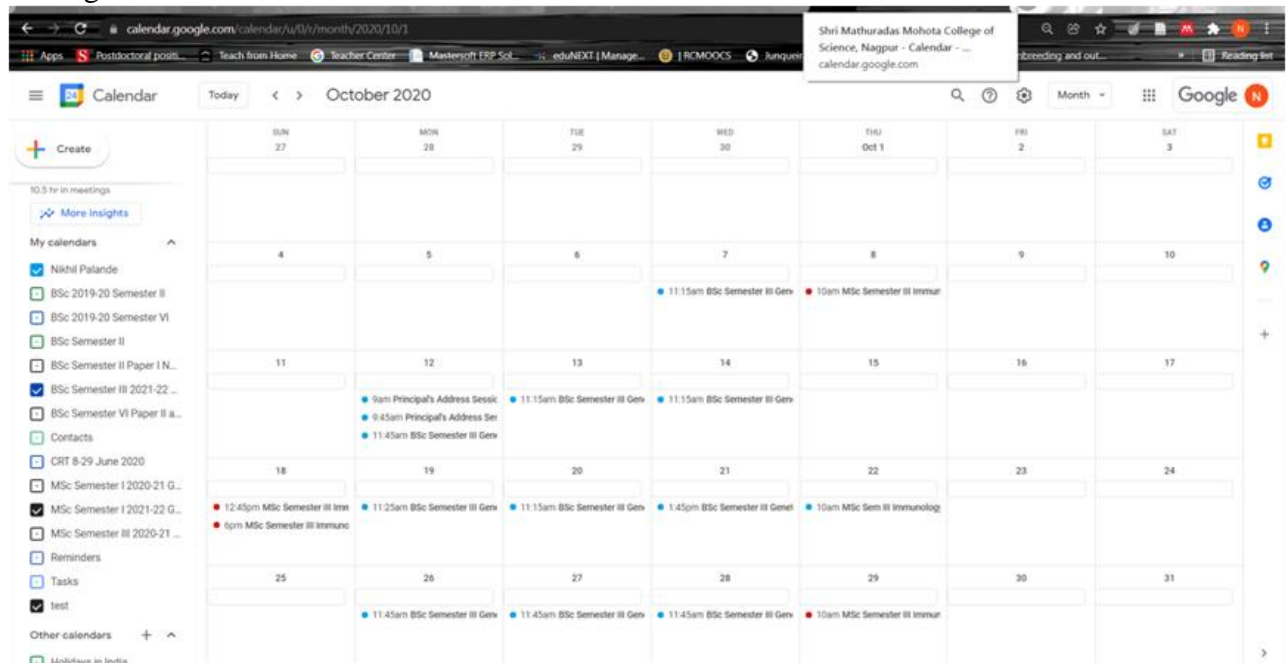 calendar.google.com/calendar/u/0/r/month/2020/10/1
Shri Mathuradas Mohota College of
Science, Nagpur - Calendar - ...
calendar.google.com
Apps
Postdoctoral positi...
Teach from Home
Teacher Center
Mastersoft ERP Sol...
eduNEXT | Manage...
] RCMOOCS
Junquei
nbreeding and out...
»
Reading list
Calendar
Today
October 2020
Month
Google
N
Create
10.5 hr in meetings
More insights
My calendars
Nikhil Palande
BSc 2019-20 Semester II
BSc 2019-20 Semester VI
BSc Semester II
BSc Semester II Paper I N...
BSc Semester III 2021-22 ...
BSc Semester VI Paper II a...
Contacts
CRT 8-29 June 2020
MSc Semester I 2020-21 G...
MSc Semester I 2021-22 G...
MSc Semester III 2020-21 ...
Reminders
Tasks
test
Other calendars
Holidays in India
SUN MON TUE WED THU FRI SAT
27 28 29 30 Oct 1 2 3
4 5 6 7 8 9 10
11:15am BSc Semester III Gen
10am MSc Semester III Immun
11 12 13 14 15 16 17
9am Principal's Address Sessic
11:15am BSc Semester III Gen
11:15am BSc Semester III Gen
9:45am Principal's Address Ses
11:45am BSc Semester III Gen
18 19 20 21 22 23 24
12:45pm MSc Semester III Imn
11:25am BSc Semester III Gen
11:15am BSc Semester III Gen
1:45pm BSc Semester III Genet
10am MSc Sem III Immunology
6pm MSc Semester III Immuno
25 26 27 28 29 30 31
11:45am BSc Semester III Gen
11:45am BSc Semester III Gen
11:45am BSc Semester III Gen
10am MSc Semester III Immun